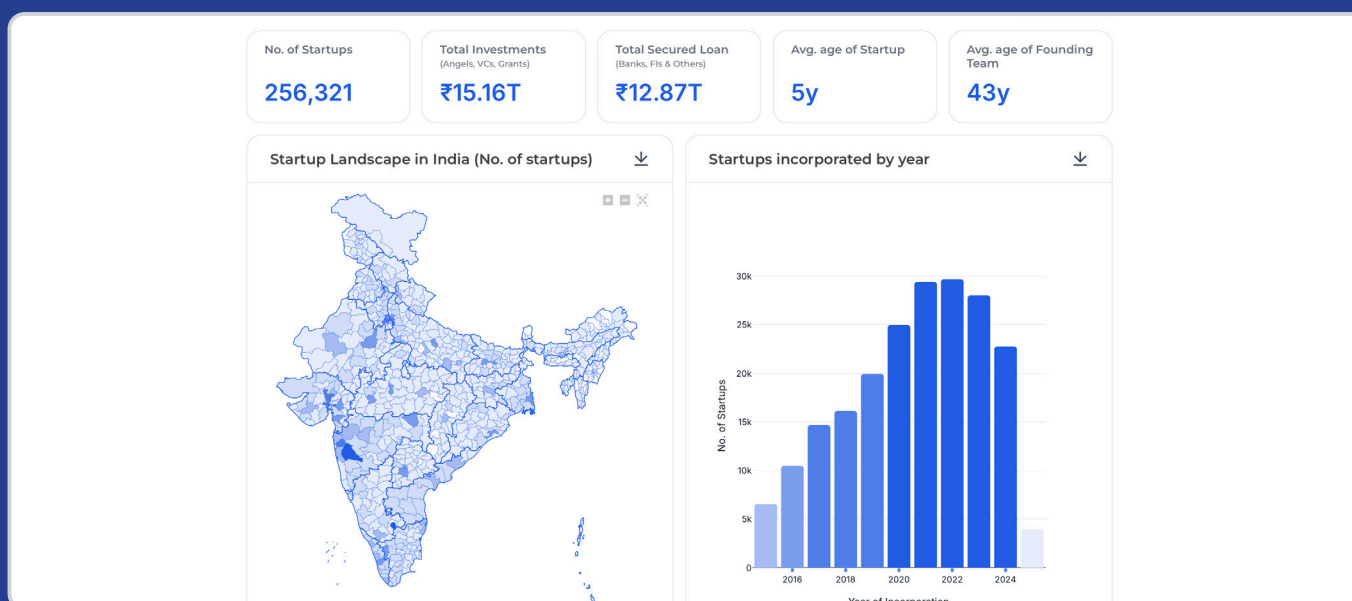 No. of Startups
256,321
Total Investments
(Angels, VCs, Grants)
₹15.16T
Total Secured Loan
(Banks, FIs & Others)
₹12.87T
Avg. age of Startup
5y
Avg. age of Founding
Team
43y
Startup Landscape in India (No. of startups)
Startups incorporated by year
30k
25k
20k
15k
10k
5k
0
No. of Startups
2016 2018 2020 2022 2024
Year of Incorporation